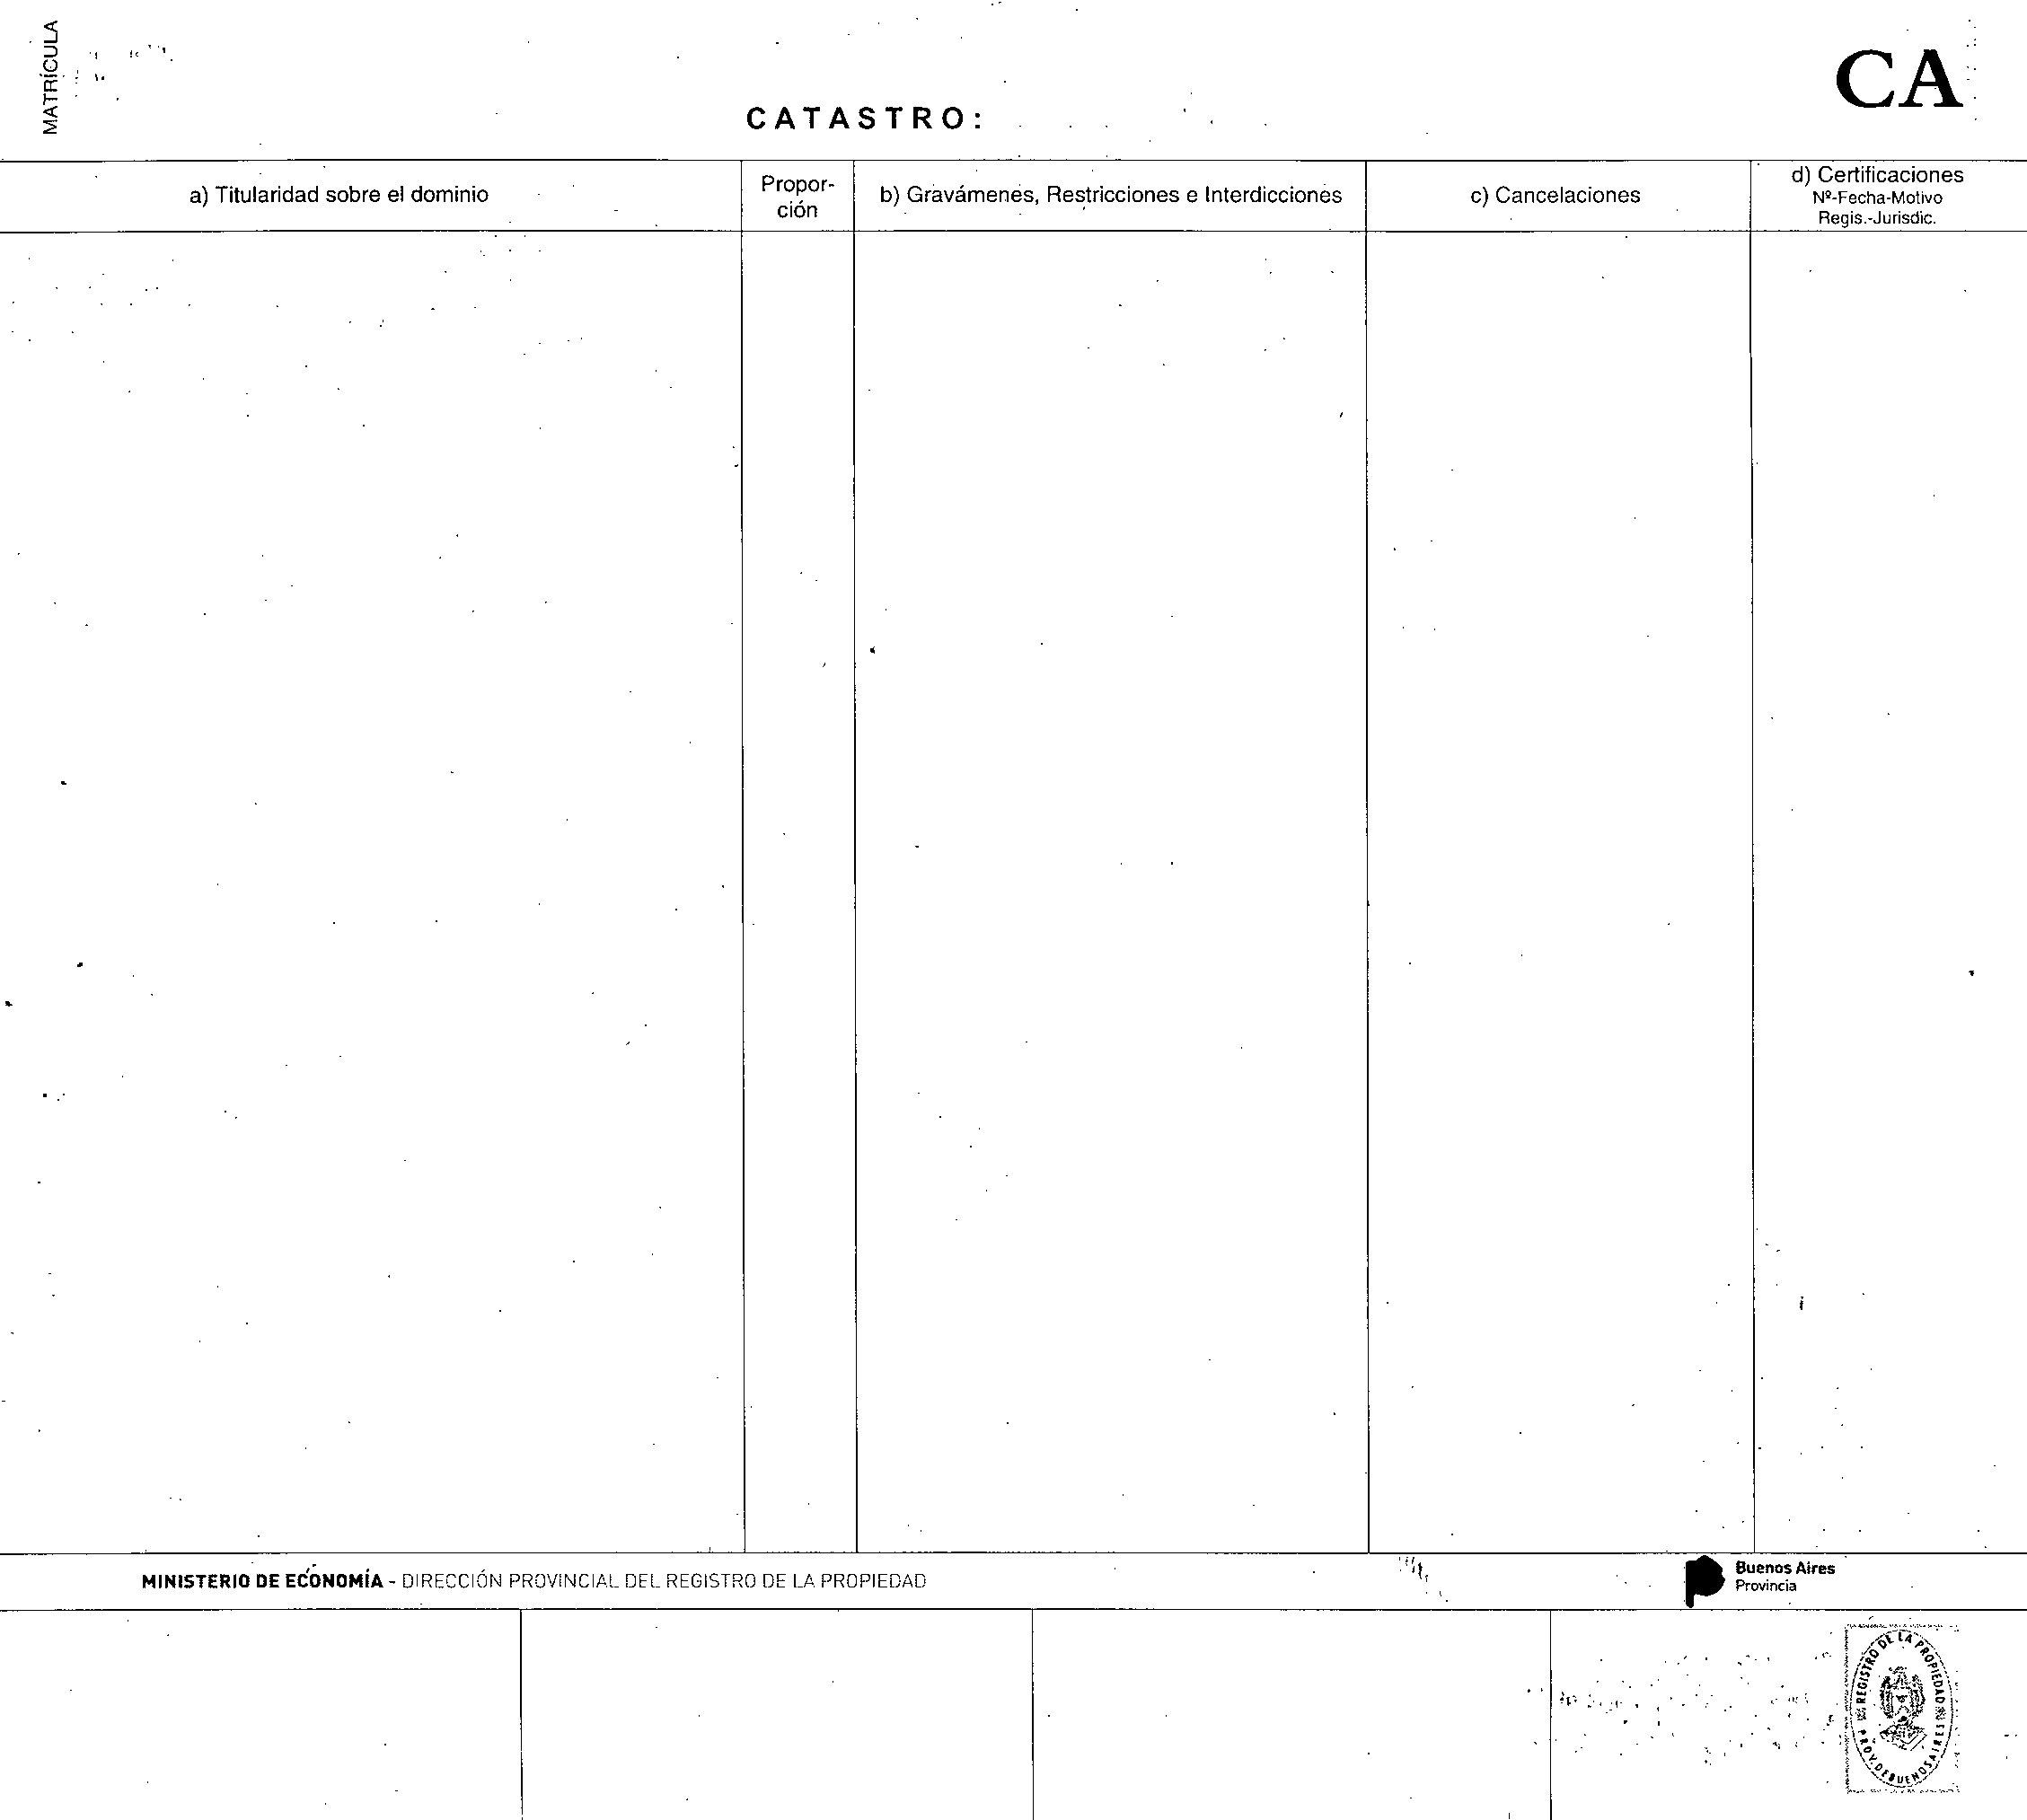 MATRÍCULA
CA
CATASTRO:
a) Titularidad sobre el dominio
Propor-
ción
b) Gravámenes, Restricciones e Interdicciones
c) Cancelaciones
d) Certificaciones
Nº-Fecha-Motivo
Regis.-Jurisdic.
MINISTERIO DE ECONOMÍA - DIRECCIÓN PROVINCIAL DEL REGISTRO DE LA PROPIEDAD
Buenos Aires
Provincia
REGISTRO DE LA PROPIEDAD
PROV. DE BUENOS AIRES